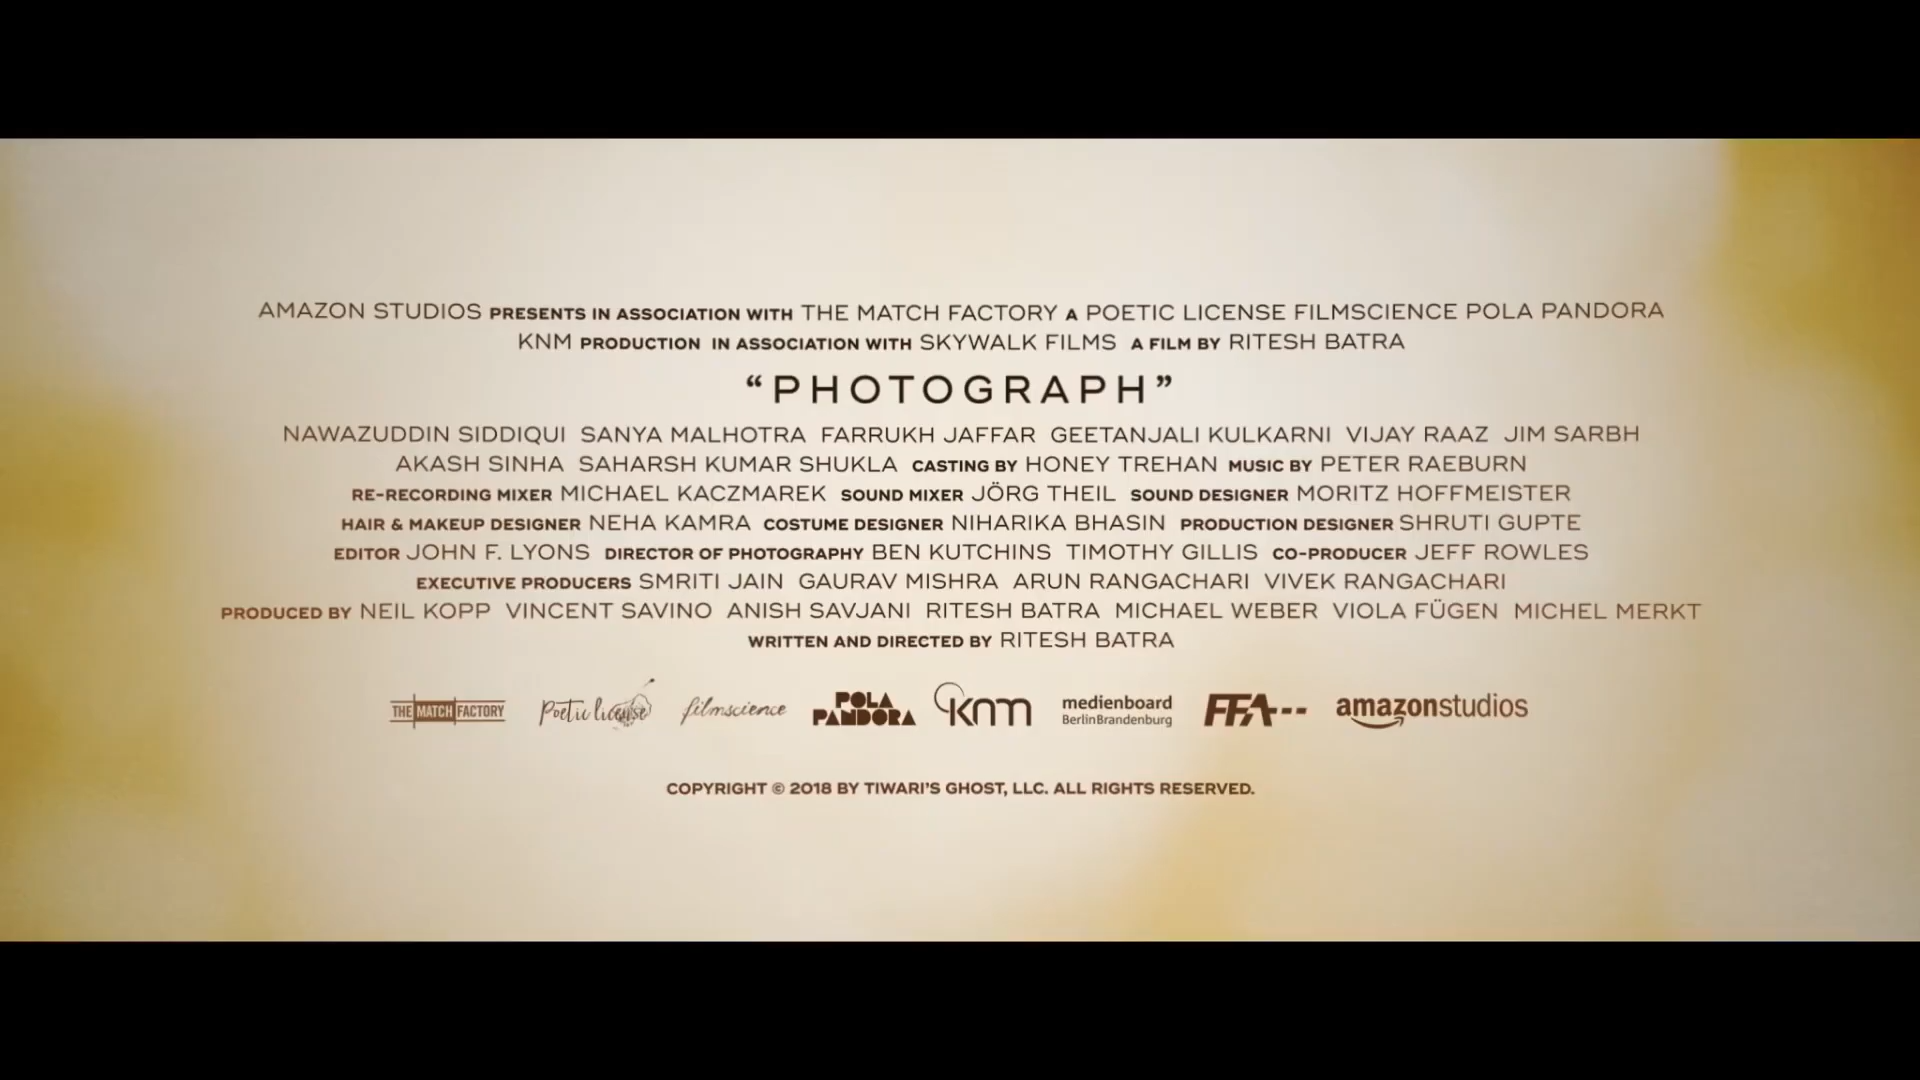 AMAZON STUDIOS PRESENTS IN ASSOCIATION WITH THE MATCH FACTORY A POETIC LICENSE FILMSCIENCE POLA PANDORA
KNM PRODUCTION IN ASSOCIATION WITH SKYWALK FILMS A FILM BY RITESH BATRA
“PHOTOGRAPH”
NAWAZUDDIN SIDDIQUI SANYA MALHOTRA FARRUKH JAFFAR GEETANJALI KULKARNI VIJAY RAAZ JIM SARBH
AKASH SINHA SAHARSH KUMAR SHUKLA CASTING BY HONEY TREHAN MUSIC BY PETER RAEBURN
RE-RECORDING MIXER MICHAEL KACZMAREK SOUND MIXER JÖRG THEIL SOUND DESIGNER MORITZ HOFFMEISTER
HAIR & MAKEUP DESIGNER NEHA KAMRA COSTUME DESIGNER NIHARIKA BHASIN PRODUCTION DESIGNER SHRUTI GUPTE
EDITOR JOHN F. LYONS DIRECTOR OF PHOTOGRAPHY BEN KUTCHINS TIMOTHY GILLIS CO-PRODUCER JEFF ROWLES
EXECUTIVE PRODUCERS SMRITI JAIN GAURAV MISHRA ARUN RANGACHARI VIVEK RANGACHARI
PRODUCED BY NEIL KOPP VINCENT SAVINO ANISH SAVJANI RITESH BATRA MICHAEL WEBER VIOLA FÜGEN MICHEL MERKT
WRITTEN AND DIRECTED BY RITESH BATRA
THE MATCH FACTORY Poetic license filmscience POLA PANDORA knm medienboard BerlinBrandenburg FFA amazonstudios
COPYRIGHT © 2018 BY TIWARI’S GHOST, LLC. ALL RIGHTS RESERVED.